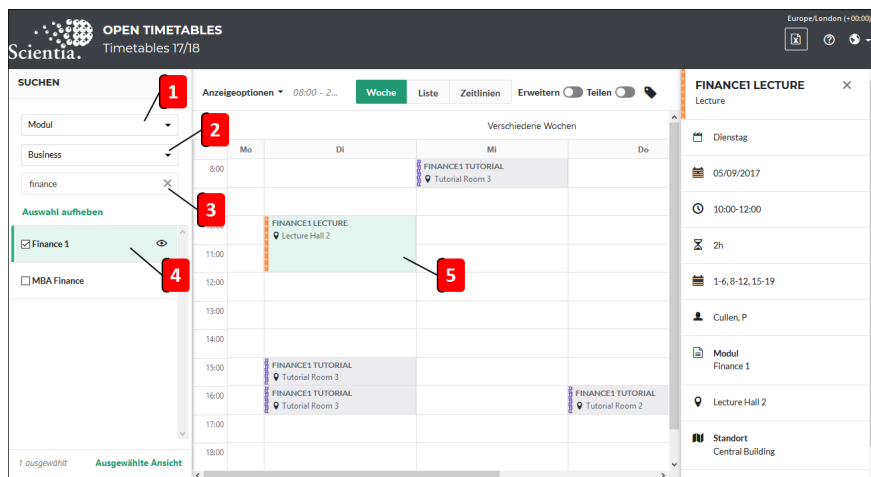 Scientia.
OPEN TIMETABLES
Timetables 17/18
Europe/London (+00:00)
SUCHEN
1
Modul
2
Business
finance
3
Auswahl aufheben
Finance 1
4
MBA Finance
1 ausgewählt
Ausgewählte Ansicht
Anzeigeoptionen
08:00 - 2...
Woche
Liste
Zeitlinien
Erweitern
Teilen
Verschiedene Wochen
Mo
Di
Mi
Do
8:00
FINANCE1 TUTORIAL
Tutorial Room 3
FINANCE1 LECTURE
Lecture Hall 2
11:00
5
12:00
13:00
14:00
15:00
FINANCE1 TUTORIAL
Tutorial Room 3
16:00
FINANCE1 TUTORIAL
Tutorial Room 3
FINANCE1 TUTORIAL
Tutorial Room 2
17:00
18:00
FINANCE1 LECTURE
Lecture
Dienstag
05/09/2017
10:00-12:00
2h
1-6, 8-12, 15-19
Cullen, P
Modul
Finance 1
Lecture Hall 2
Standort
Central Building